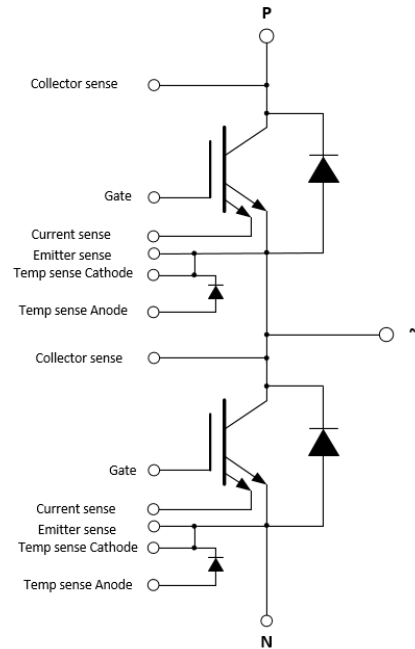 P
Collector sense
Gate
Current sense
Emitter sense
Temp sense Cathode
Temp sense Anode
~
Collector sense
Gate
Current sense
Emitter sense
Temp sense Cathode
Temp sense Anode
N